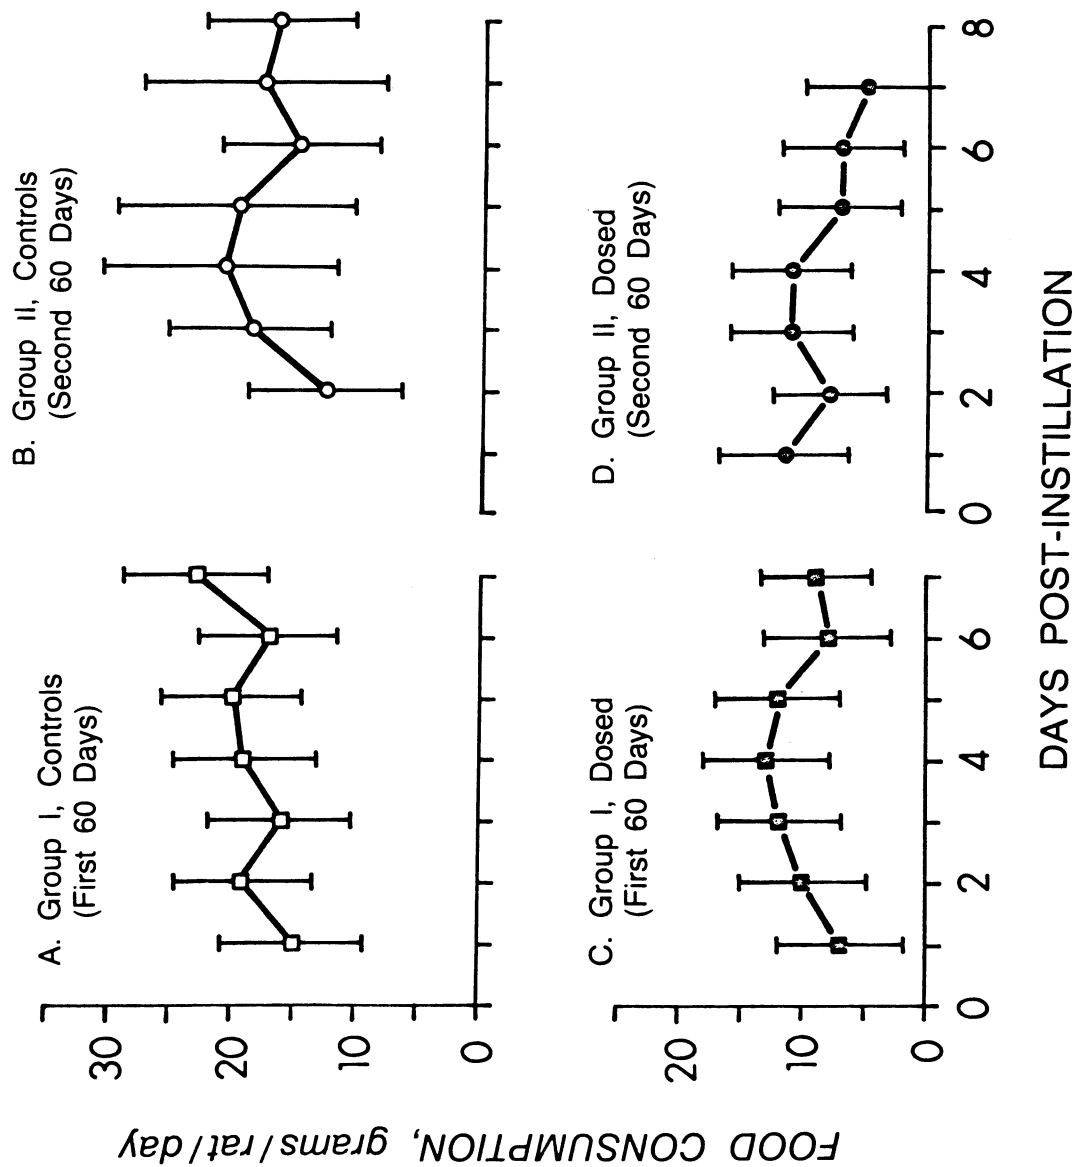 FOOD CONSUMPTION, grams/rat/day
A. Group I, Controls
(First 60 Days)
B. Group II, Controls
(Second 60 Days)
30
20
10
0
C. Group I, Dosed
(First 60 Days)
D. Group II, Dosed
(Second 60 Days)
20
10
0
0 2 4 6 0 2 4 6 8
DAYS POST-INSTILLATION